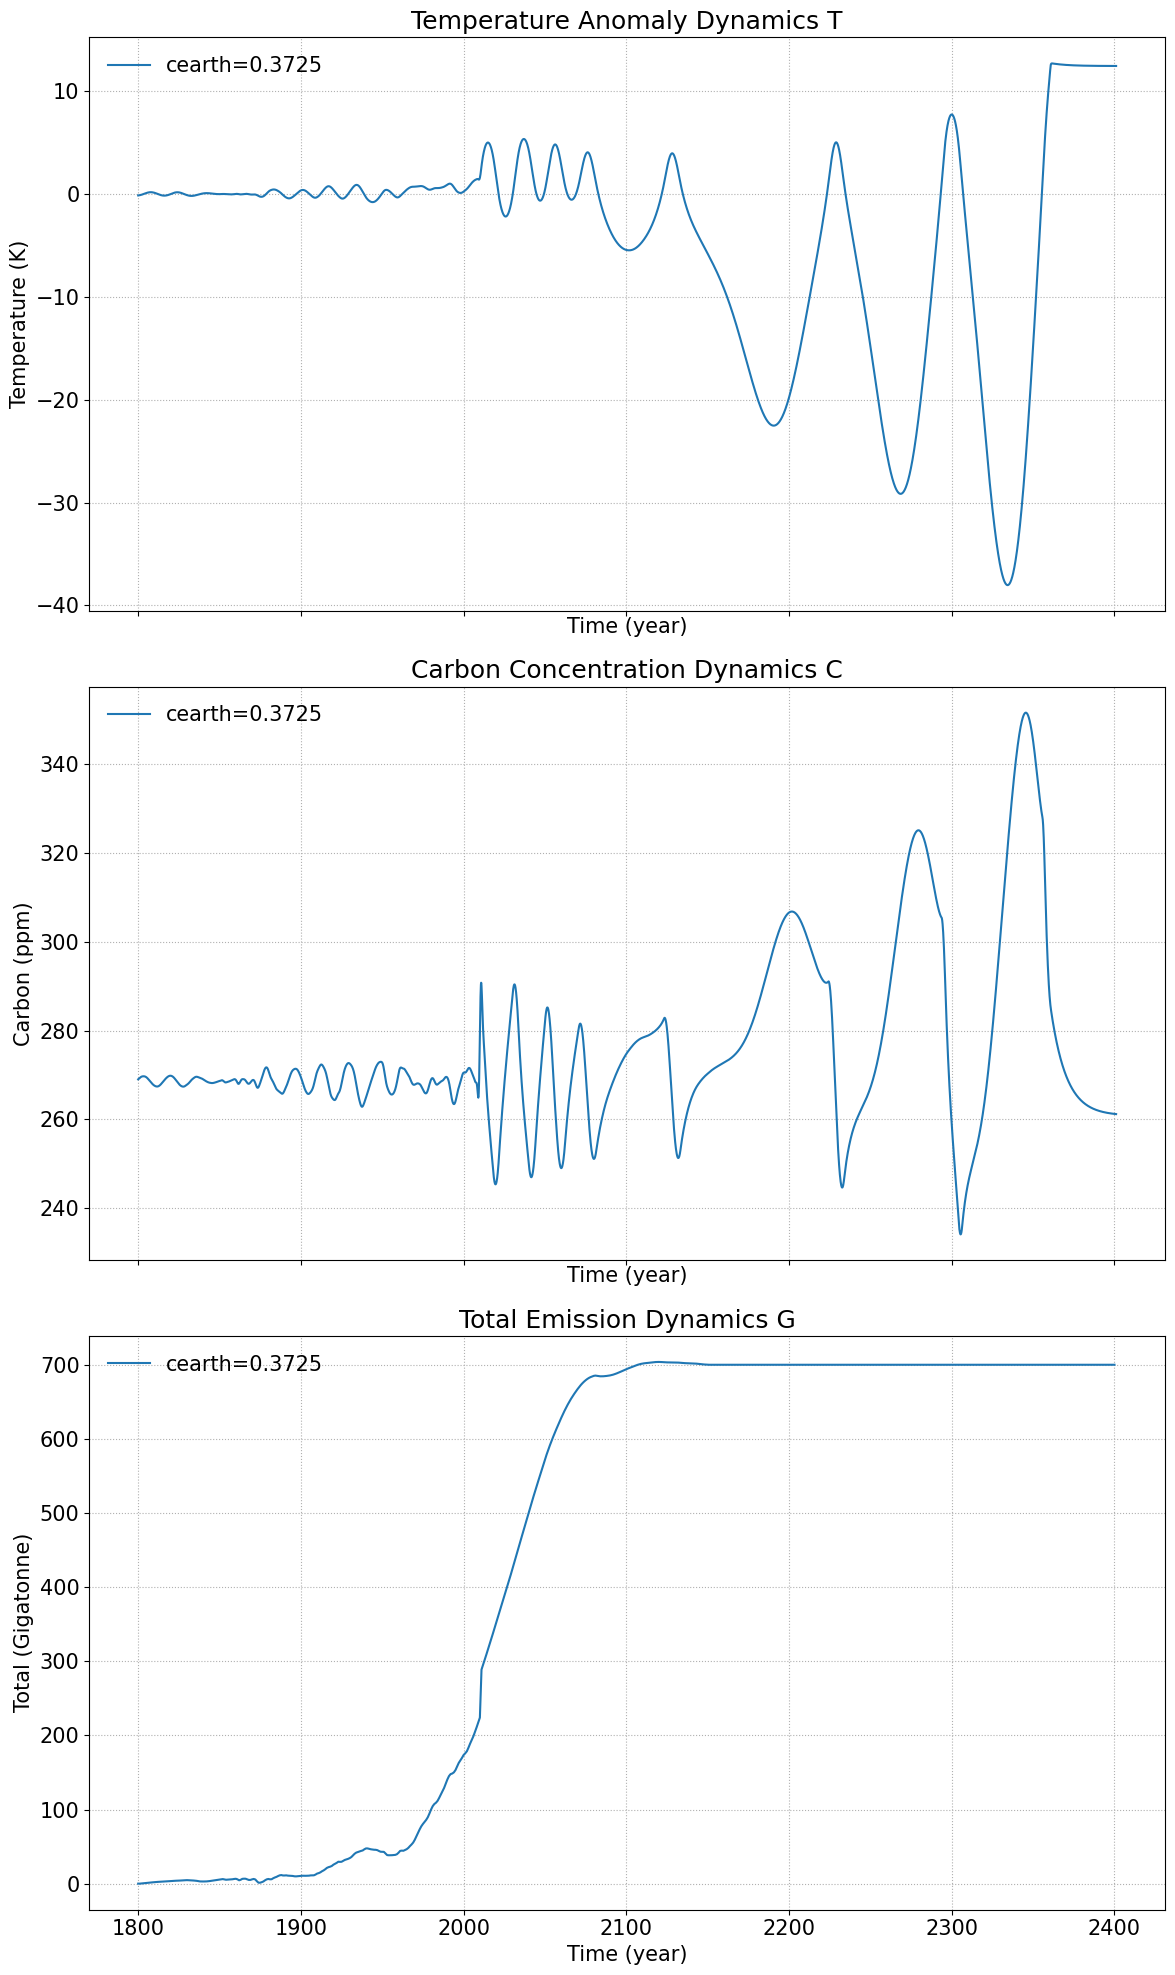 Temperature Anomaly Dynamics T
cearth=0.3725
10
0
−10
−20
−30
−40
Temperature (K)
Time (year)
Carbon Concentration Dynamics C
cearth=0.3725
340
320
300
280
260
240
Carbon (ppm)
Time (year)
Total Emission Dynamics G
cearth=0.3725
700
600
500
400
300
200
100
0
Total (Gigatonne)
1800 1900 2000 2100 2200 2300 2400
Time (year)